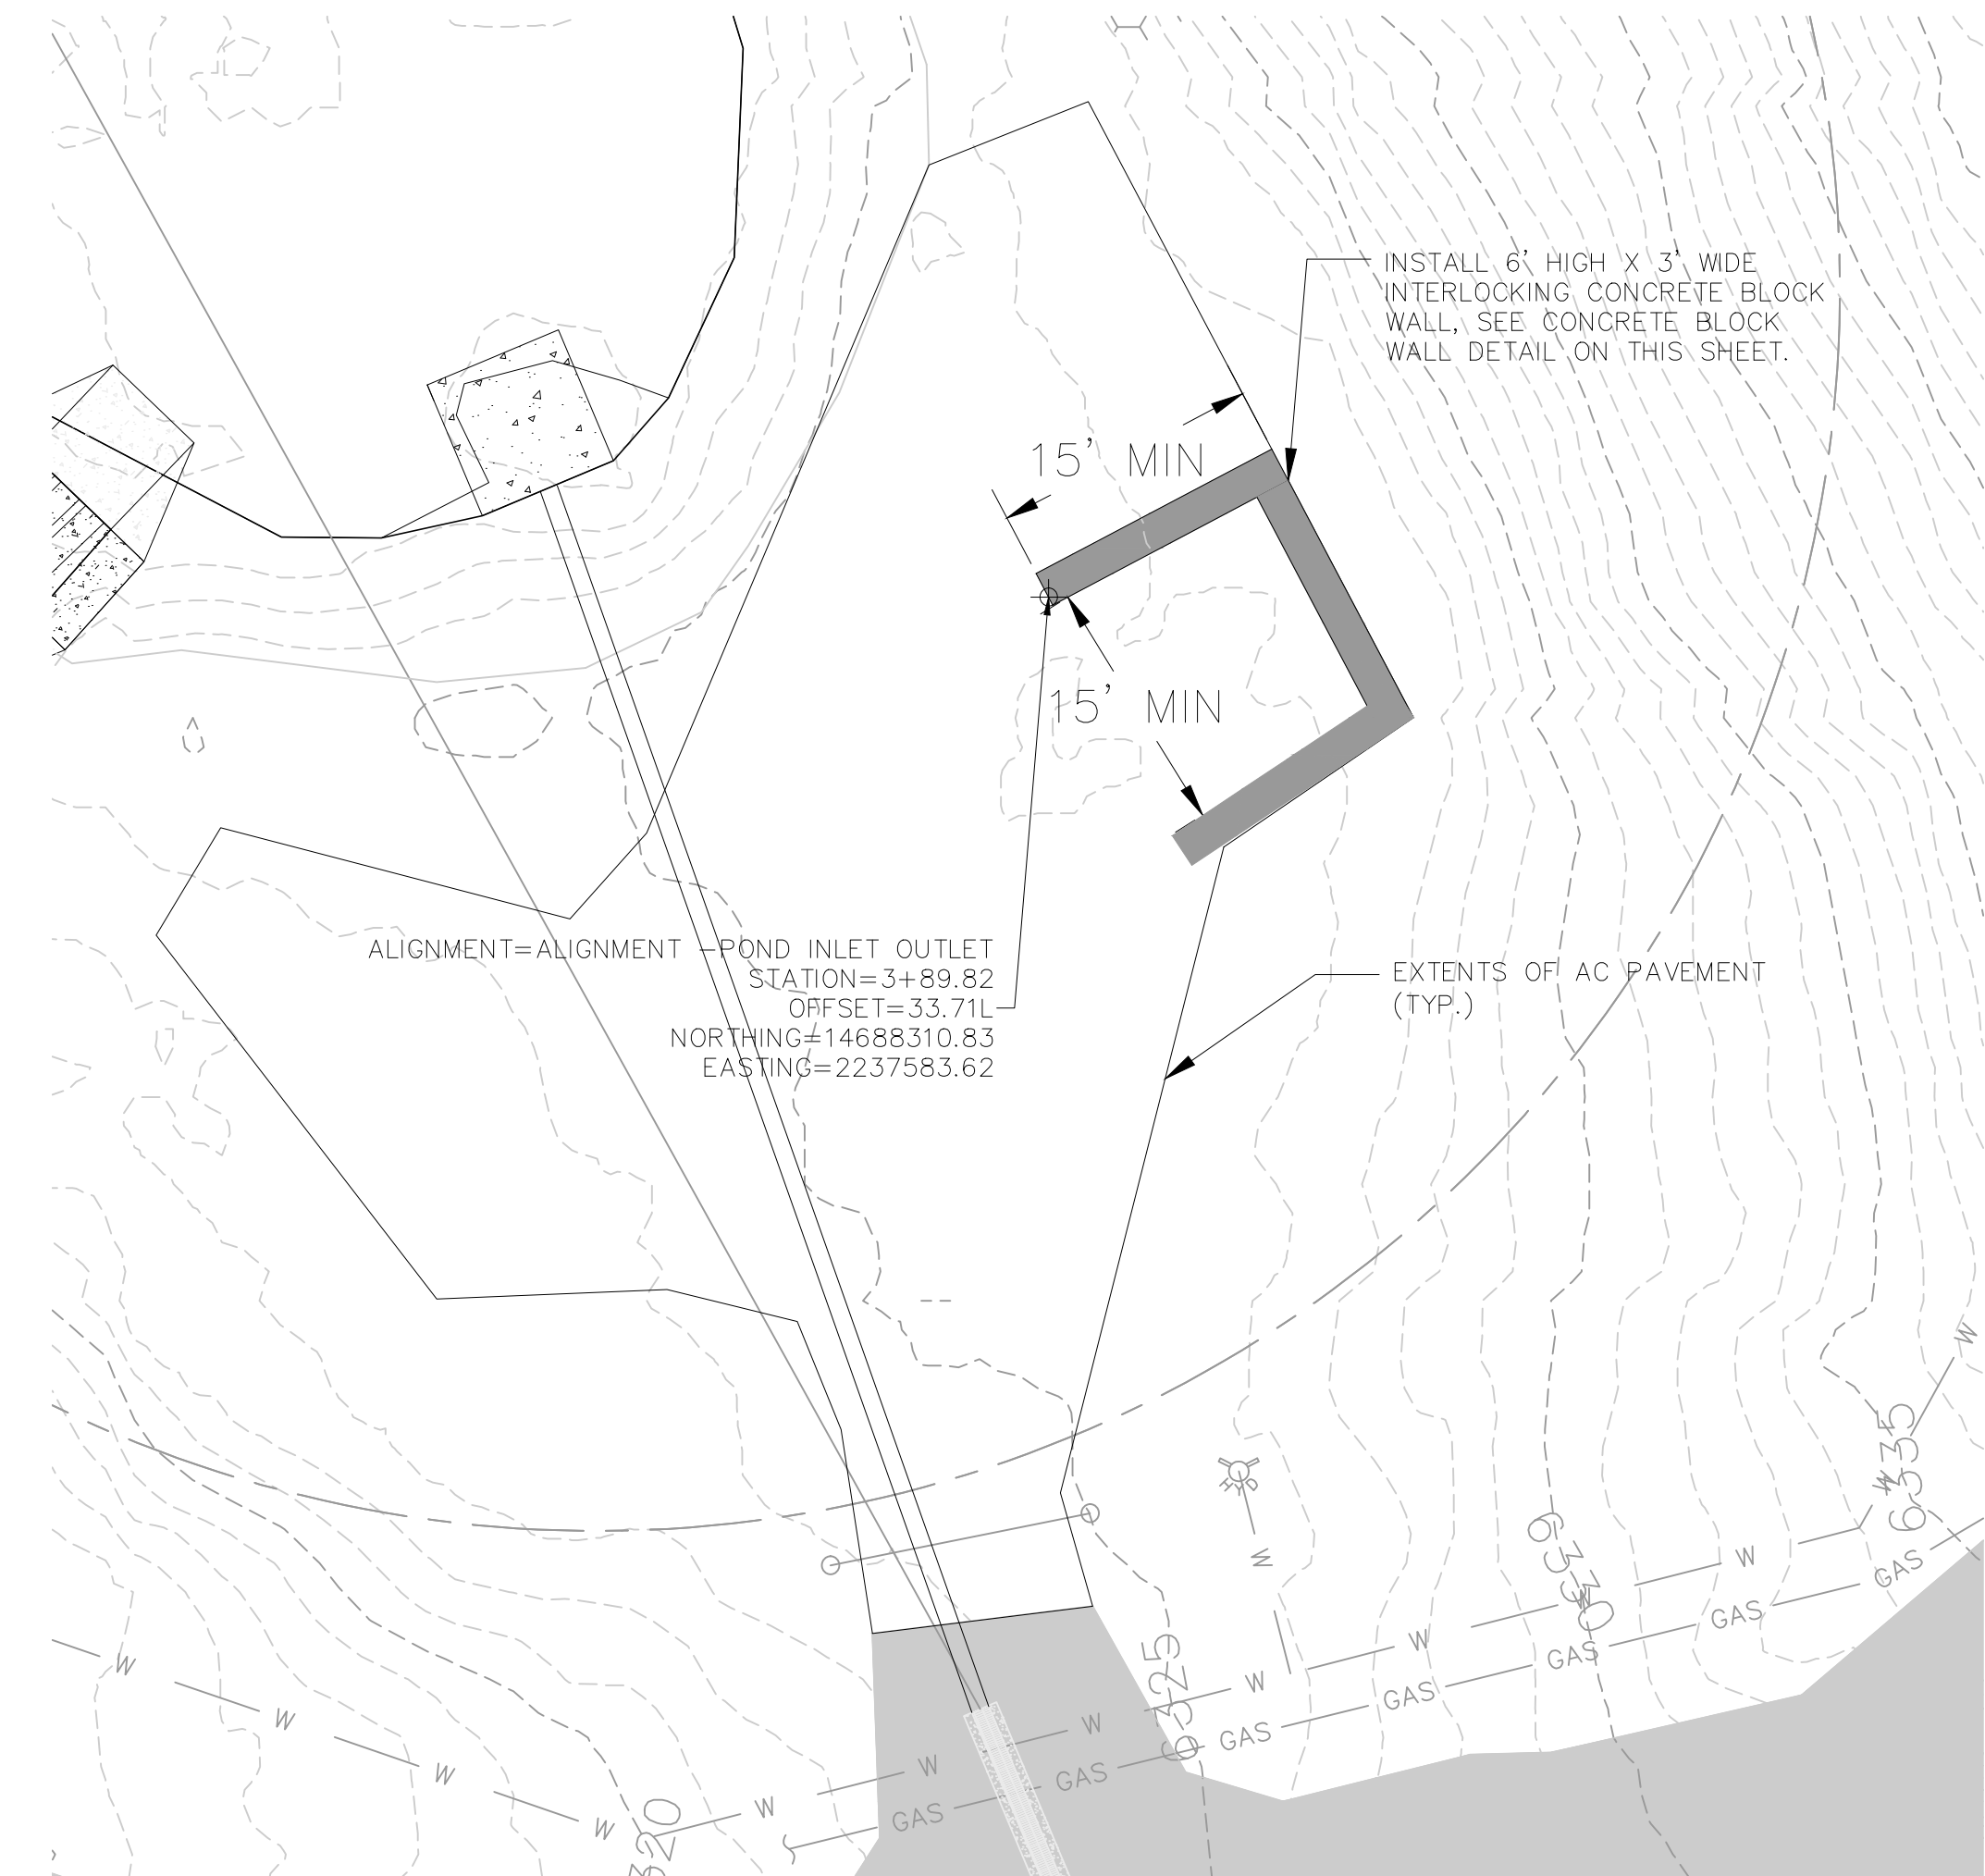 INSTALL 6' HIGH X 3' WIDE
INTERLOCKING CONCRETE BLOCK
WALL, SEE CONCRETE BLOCK
WALL DETAIL ON THIS SHEET.
15' MIN
15' MIN
ALIGNMENT=ALIGNMENT -POND INLET OUTLET
STATION=3+89.82
OFFSET=33.71L
NORTHING=14688310.83
EASTING=2237583.62
EXTENTS OF AC PAVEMENT
(TYP.)
HYD
W
W
W
W
W
W
W
W
W
W
W
W
W
W
GAS
GAS
GAS
GAS
GAS
GAS
GAS
6335
6330
6325